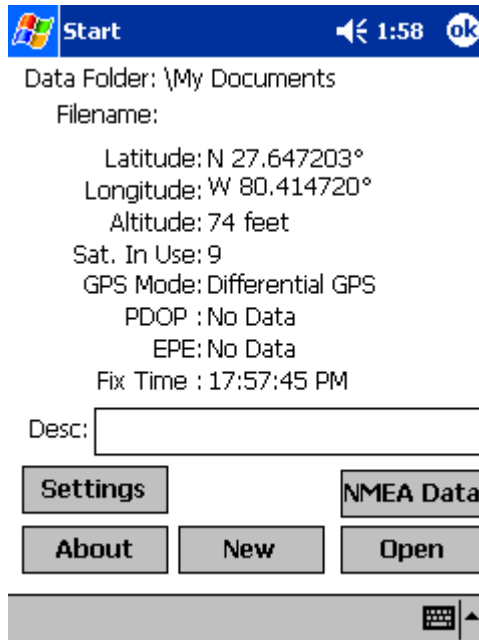 Start 1:58 ok
Data Folder: \My Documents
Filename:
Latitude: N 27.647203°
Longitude: W 80.414720°
Altitude: 74 feet
Sat. In Use: 9
GPS Mode: Differential GPS
PDOP : No Data
EPE: No Data
Fix Time : 17:57:45 PM
Desc:
Settings NMEA Data
About New Open